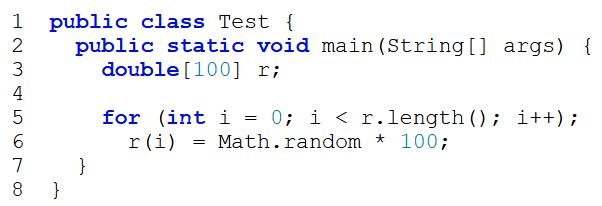 1 public class Test {
2   public static void main(String[] args) {
3     double[100] r;
4
5     for (int i = 0; i < r.length(); i++);
6       r(i) = Math.random * 100;
7   }
8 }